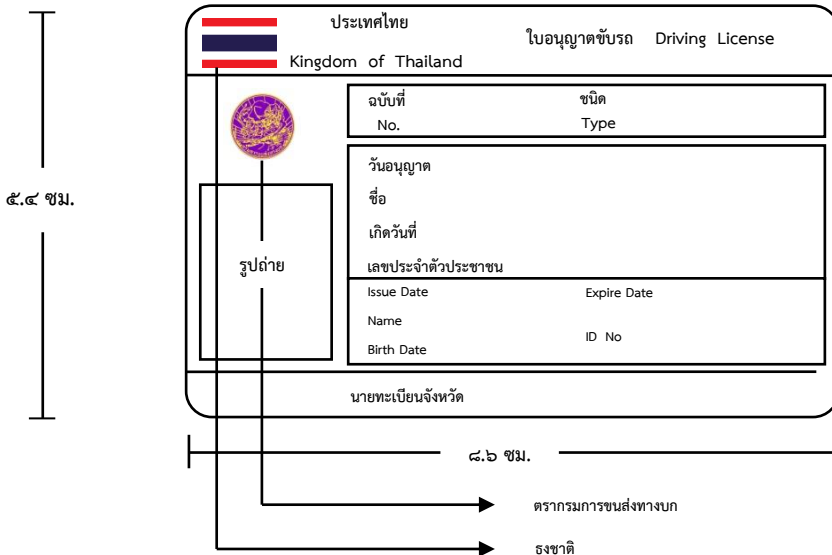 ประเทศไทย
Kingdom of Thailand
ใบอนุญาตขับรถ Driving License
ฉบับที่ ชนิด
No. Type
วันอนุญาต
ชื่อ
เกิดวันที่
เลขประจำตัวประชาชน
รูปถ่าย
Issue Date Expire Date
Name
ID No
Birth Date
นายทะเบียนจังหวัด
๕.๔ ซม.
๘.๖ ซม.
ตรากรมการขนส่งทางบก
ธงชาติ